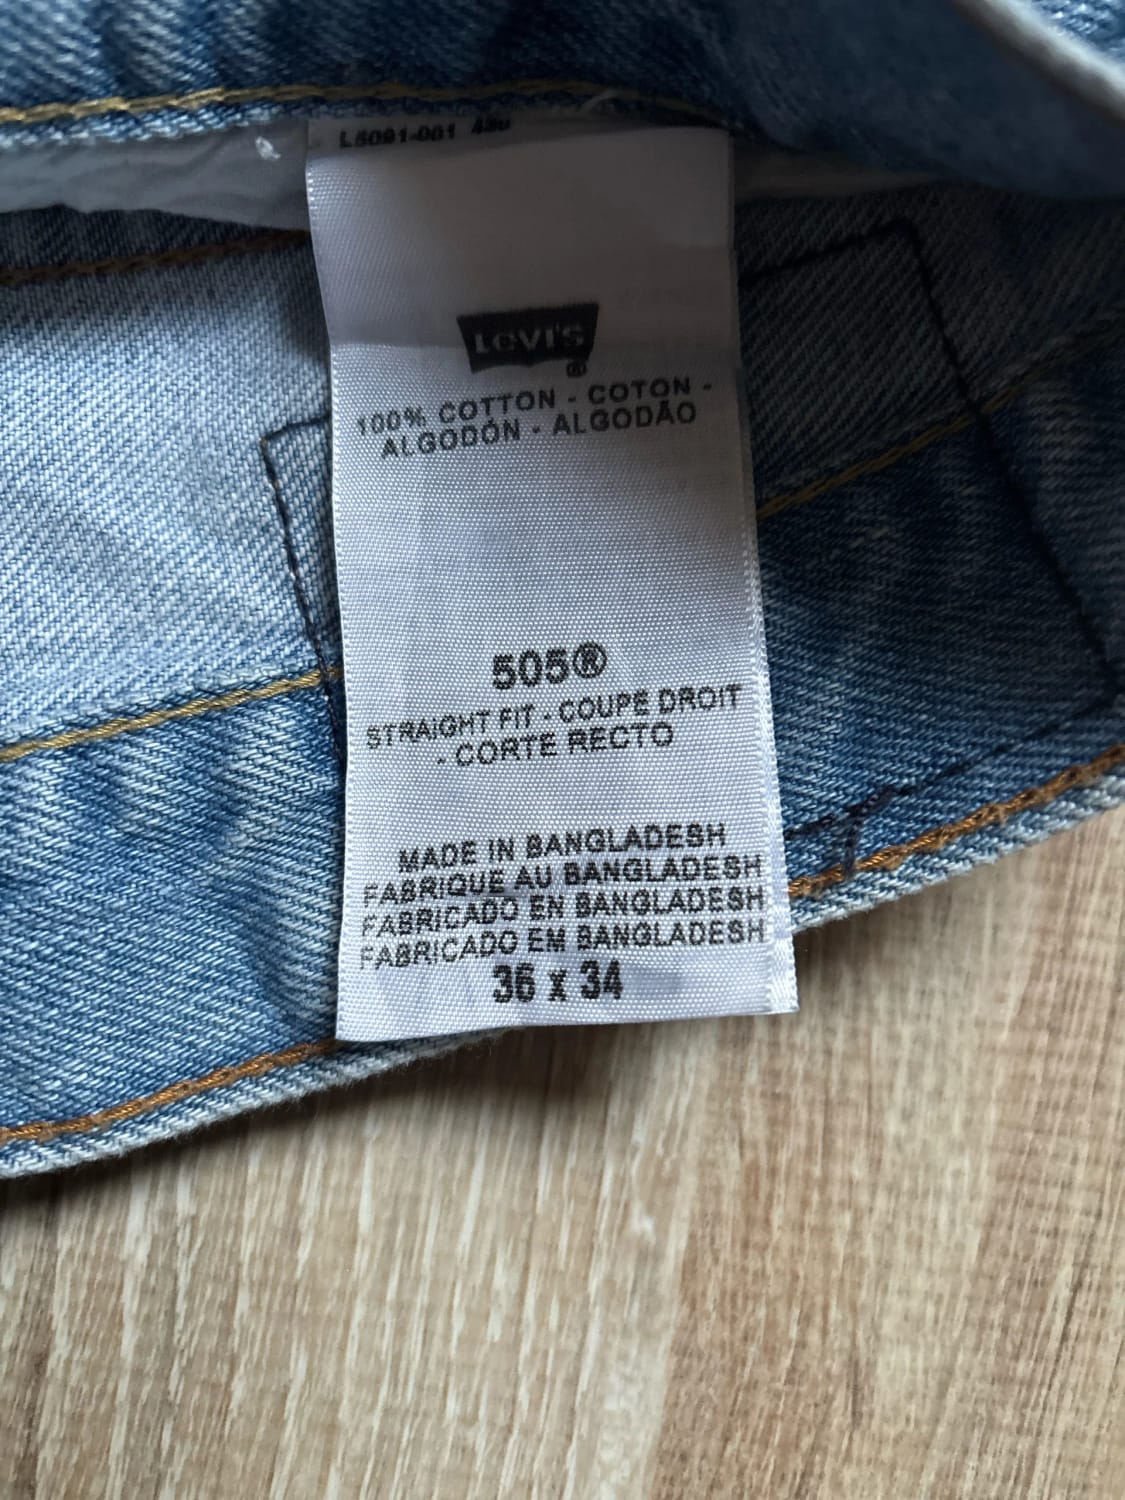 Levi's
®
100% COTTON - COTON -
ALGODÓN - ALGODÃO
505®
STRAIGHT FIT - COUPE DROIT
- CORTE RECTO
MADE IN BANGLADESH
FABRIQUE AU BANGLADESH
FABRICADO EN BANGLADESH
FABRICADO EM BANGLADESH
36 x 34